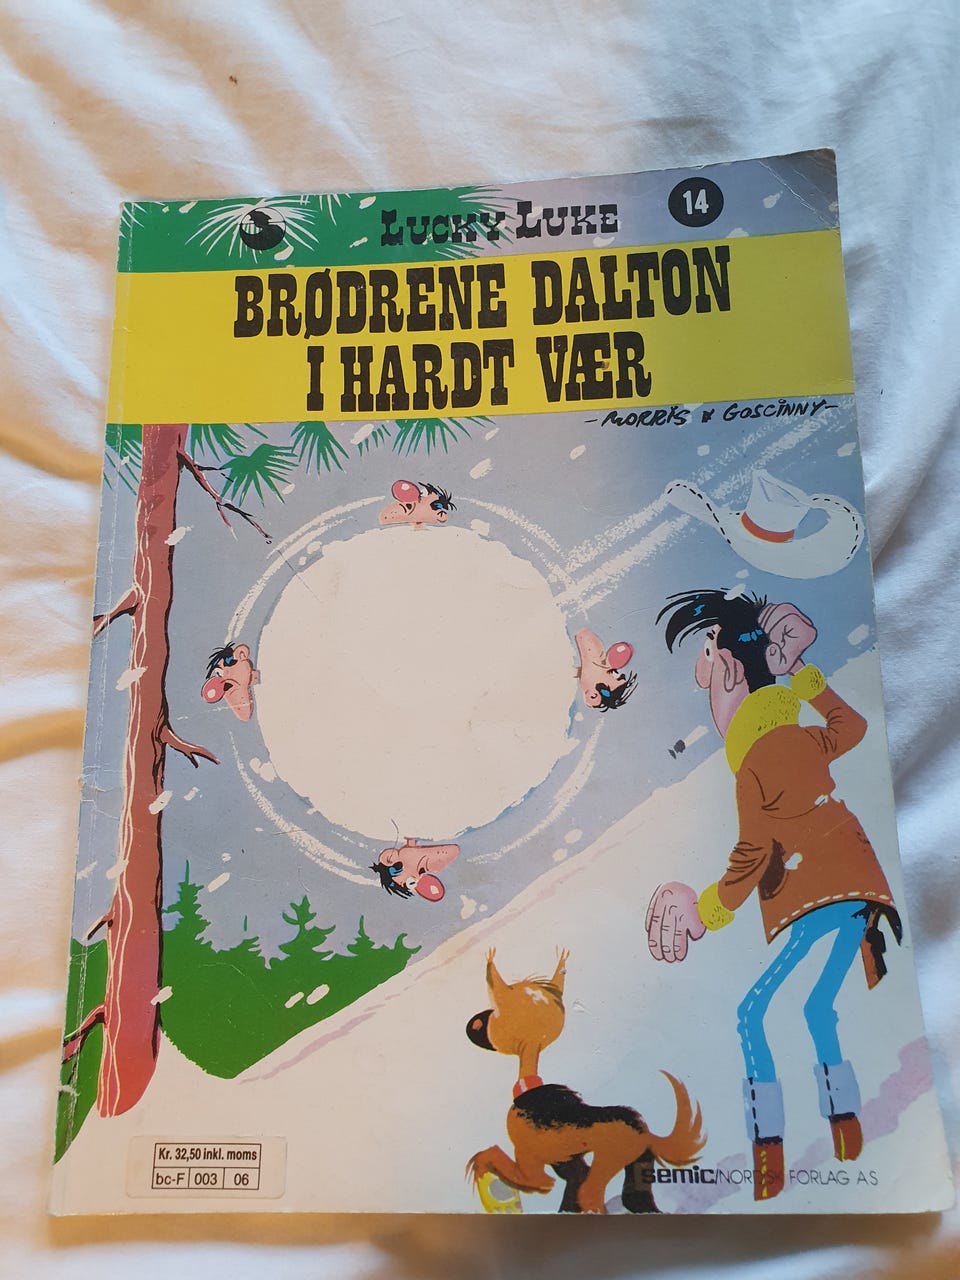 LUCKY LUKE
14
BRØDRENE DALTON
I HARDT VÆR
-MORRIS & GOSCINNY-
Kr. 32,50 inkl. moms
bc-F 003 06
semic/NORDISK FORLAG A.S